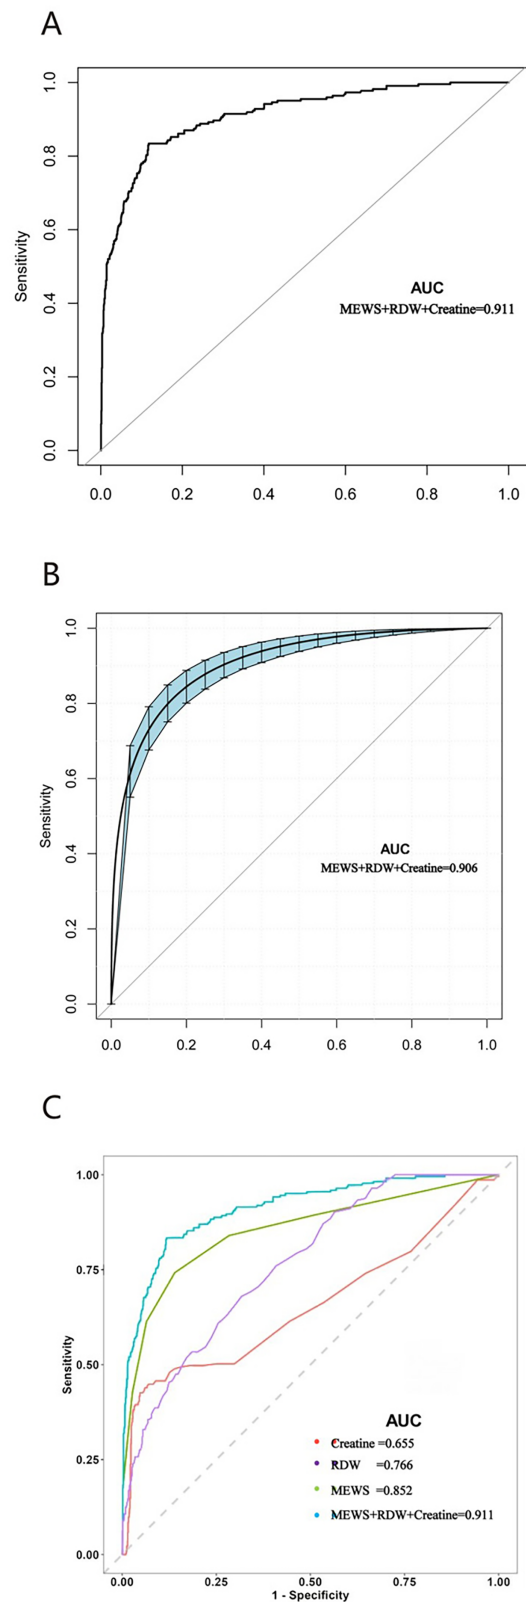 A
1.0
0.8
0.6
0.4
0.2
0.0
Sensitivity
AUC
MEWS+RDW+Creatine=0.911
0.0 0.2 0.4 0.6 0.8 1.0
B
1.0
0.8
0.6
0.4
0.2
0.0
Sensitivity
AUC
MEWS+RDW+Creatine=0.906
0.0 0.2 0.4 0.6 0.8 1.0
C
1.00
0.75
0.50
0.25
0.00
Sensitivity
AUC
Creatine =0.655
RDW =0.766
MEWS =0.852
MEWS+RDW+Creatine=0.911
0.00 0.25 0.50 0.75 1.00
1 - Specificity